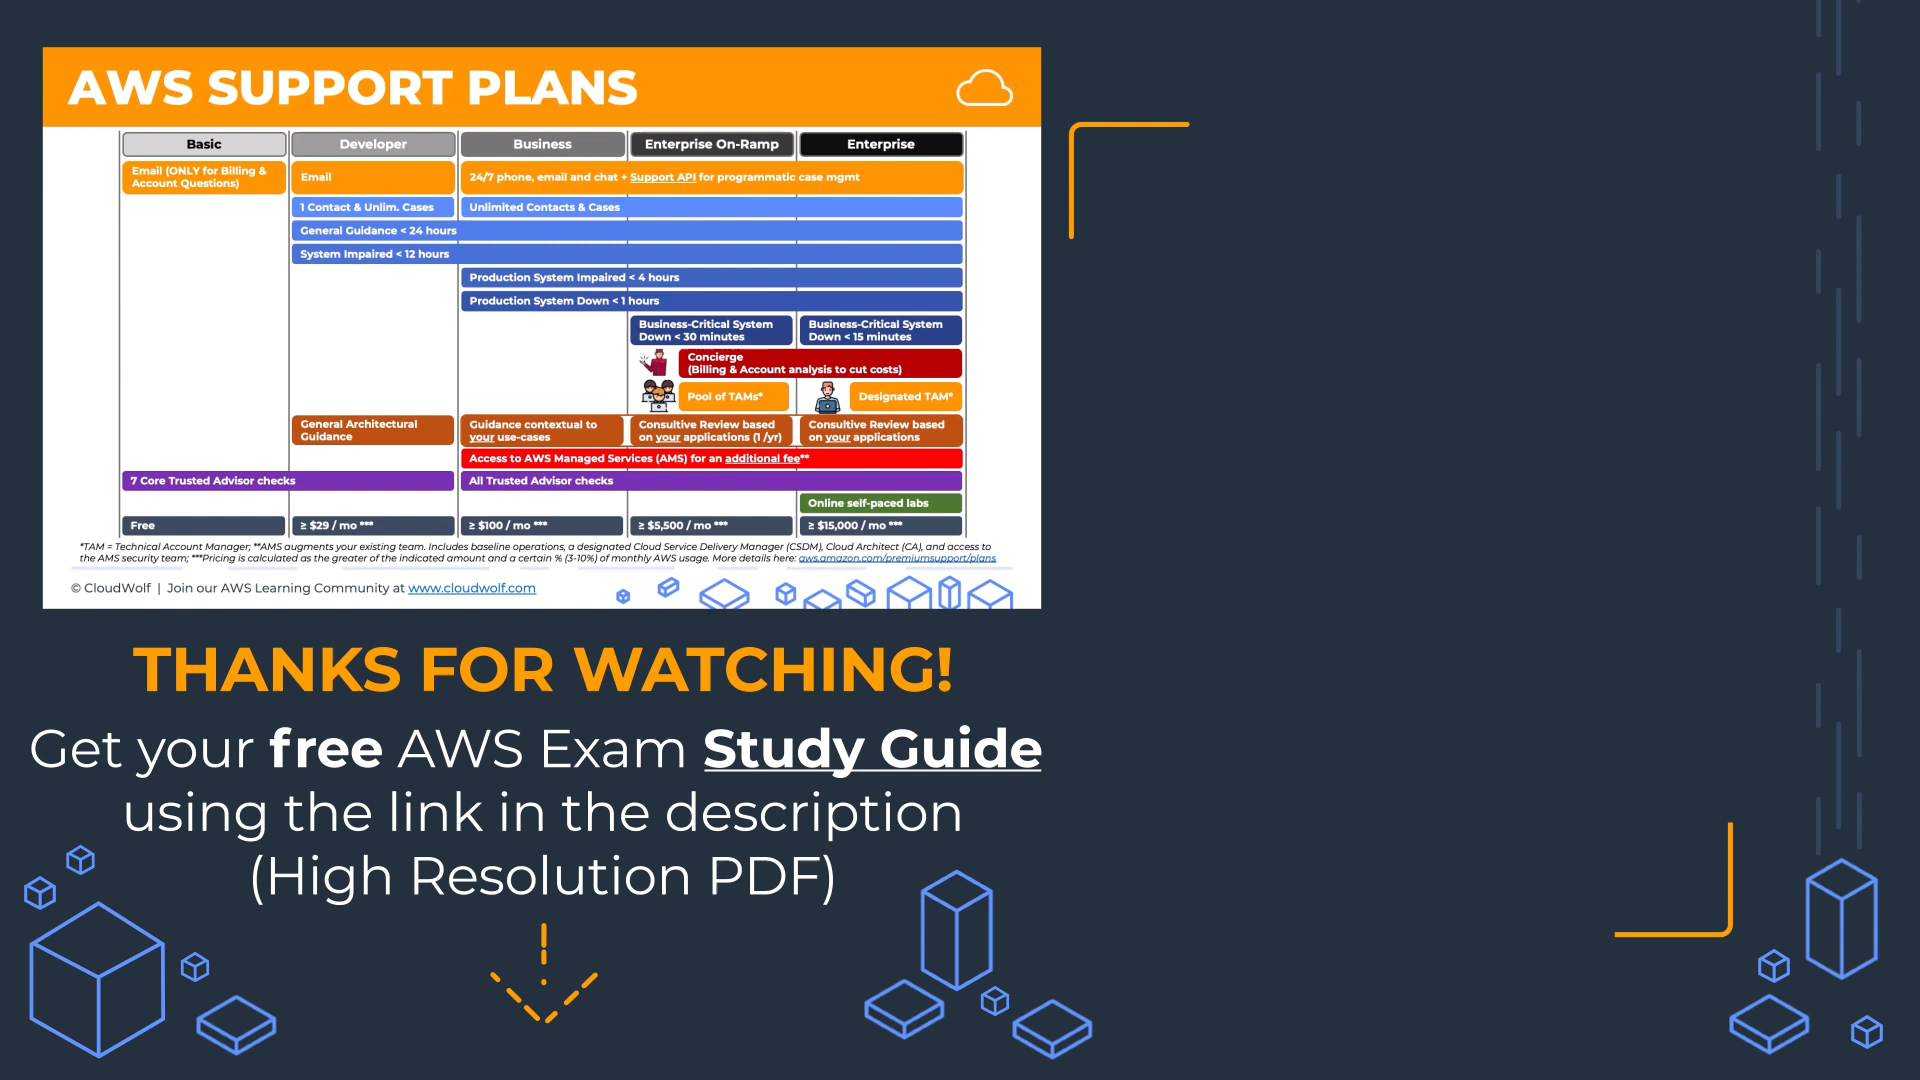 AWS SUPPORT PLANS
Basic
Developer
Business
Enterprise On-Ramp
Enterprise
Email (ONLY for Billing &
Account Questions)
Email
24/7 phone, email and chat + Support API for programmatic case mgmt
1 Contact & Unlim. Cases
Unlimited Contacts & Cases
General Guidance < 24 hours
System Impaired < 12 hours
Production System Impaired < 4 hours
Production System Down < 1 hours
Business-Critical System
Down < 30 minutes
Business-Critical System
Down < 15 minutes
Concierge
(Billing & Account analysis to cut costs)
Pool of TAMs*
Designated TAM*
General Architectural
Guidance
Guidance contextual to
your use-cases
Consultive Review based
on your applications (1 /yr)
Consultive Review based
on your applications
Access to AWS Managed Services (AMS) for an additional fee**
7 Core Trusted Advisor checks
All Trusted Advisor checks
Online self-paced labs
Free
≥ $29 / mo ***
≥ $100 / mo ***
≥ $5,500 / mo ***
≥ $15,000 / mo ***
*TAM = Technical Account Manager; **AMS augments your existing team. Includes baseline operations, a designated Cloud Service Delivery Manager (CSDM), Cloud Architect (CA), and access to
the AMS security team; ***Pricing is calculated as the greater of the indicated amount and a certain % (3-10%) of monthly AWS usage. More details here: aws.amazon.com/premiumsupport/plans
© CloudWolf | Join our AWS Learning Community at www.cloudwolf.com
THANKS FOR WATCHING!
Get your free AWS Exam Study Guide
using the link in the description
(High Resolution PDF)